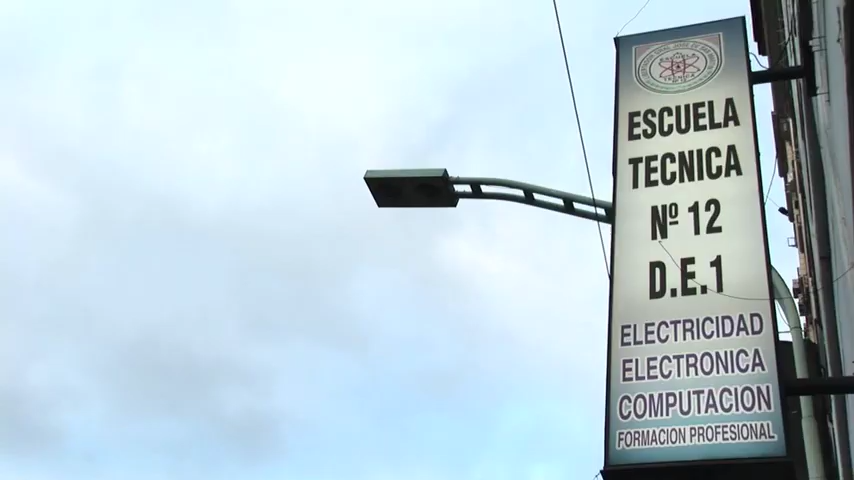 ESCUELA
TECNICA
Nº 12
D.E.1
ELECTRICIDAD
ELECTRONICA
COMPUTACION
FORMACION PROFESIONAL